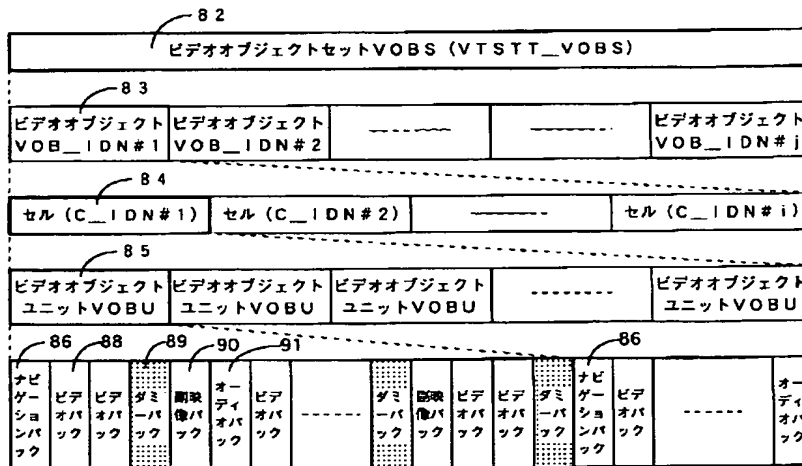 82
ビデオオブジェクトセットVOBS (VTSTT__VOBS)
83
ビデオオブジェクト ビデオオブジェクト ビデオオブジェクト
VOB__IDN#1 VOB__IDN#2 VOB__IDN#j
84
セル (C__IDN#1) セル (C__IDN#2) セル (C__IDN#i)
85
ビデオオブジェクト ビデオオブジェクト ビデオオブジェクト ビデオオブジェクト
ユニットVOBU ユニットVOBU ユニットVOBU ユニットVOBU
86 88 89 90 91 86
ナビゲーションパック
ビデオパック
ビデオパック
ダミーパック
副映像パック
オーディオパック
ビデオパック
ダミーパック
副映像パック
ビデオパック
ビデオパック
ダミーパック
ナビゲーションパック
ビデオパック
オーディオパック